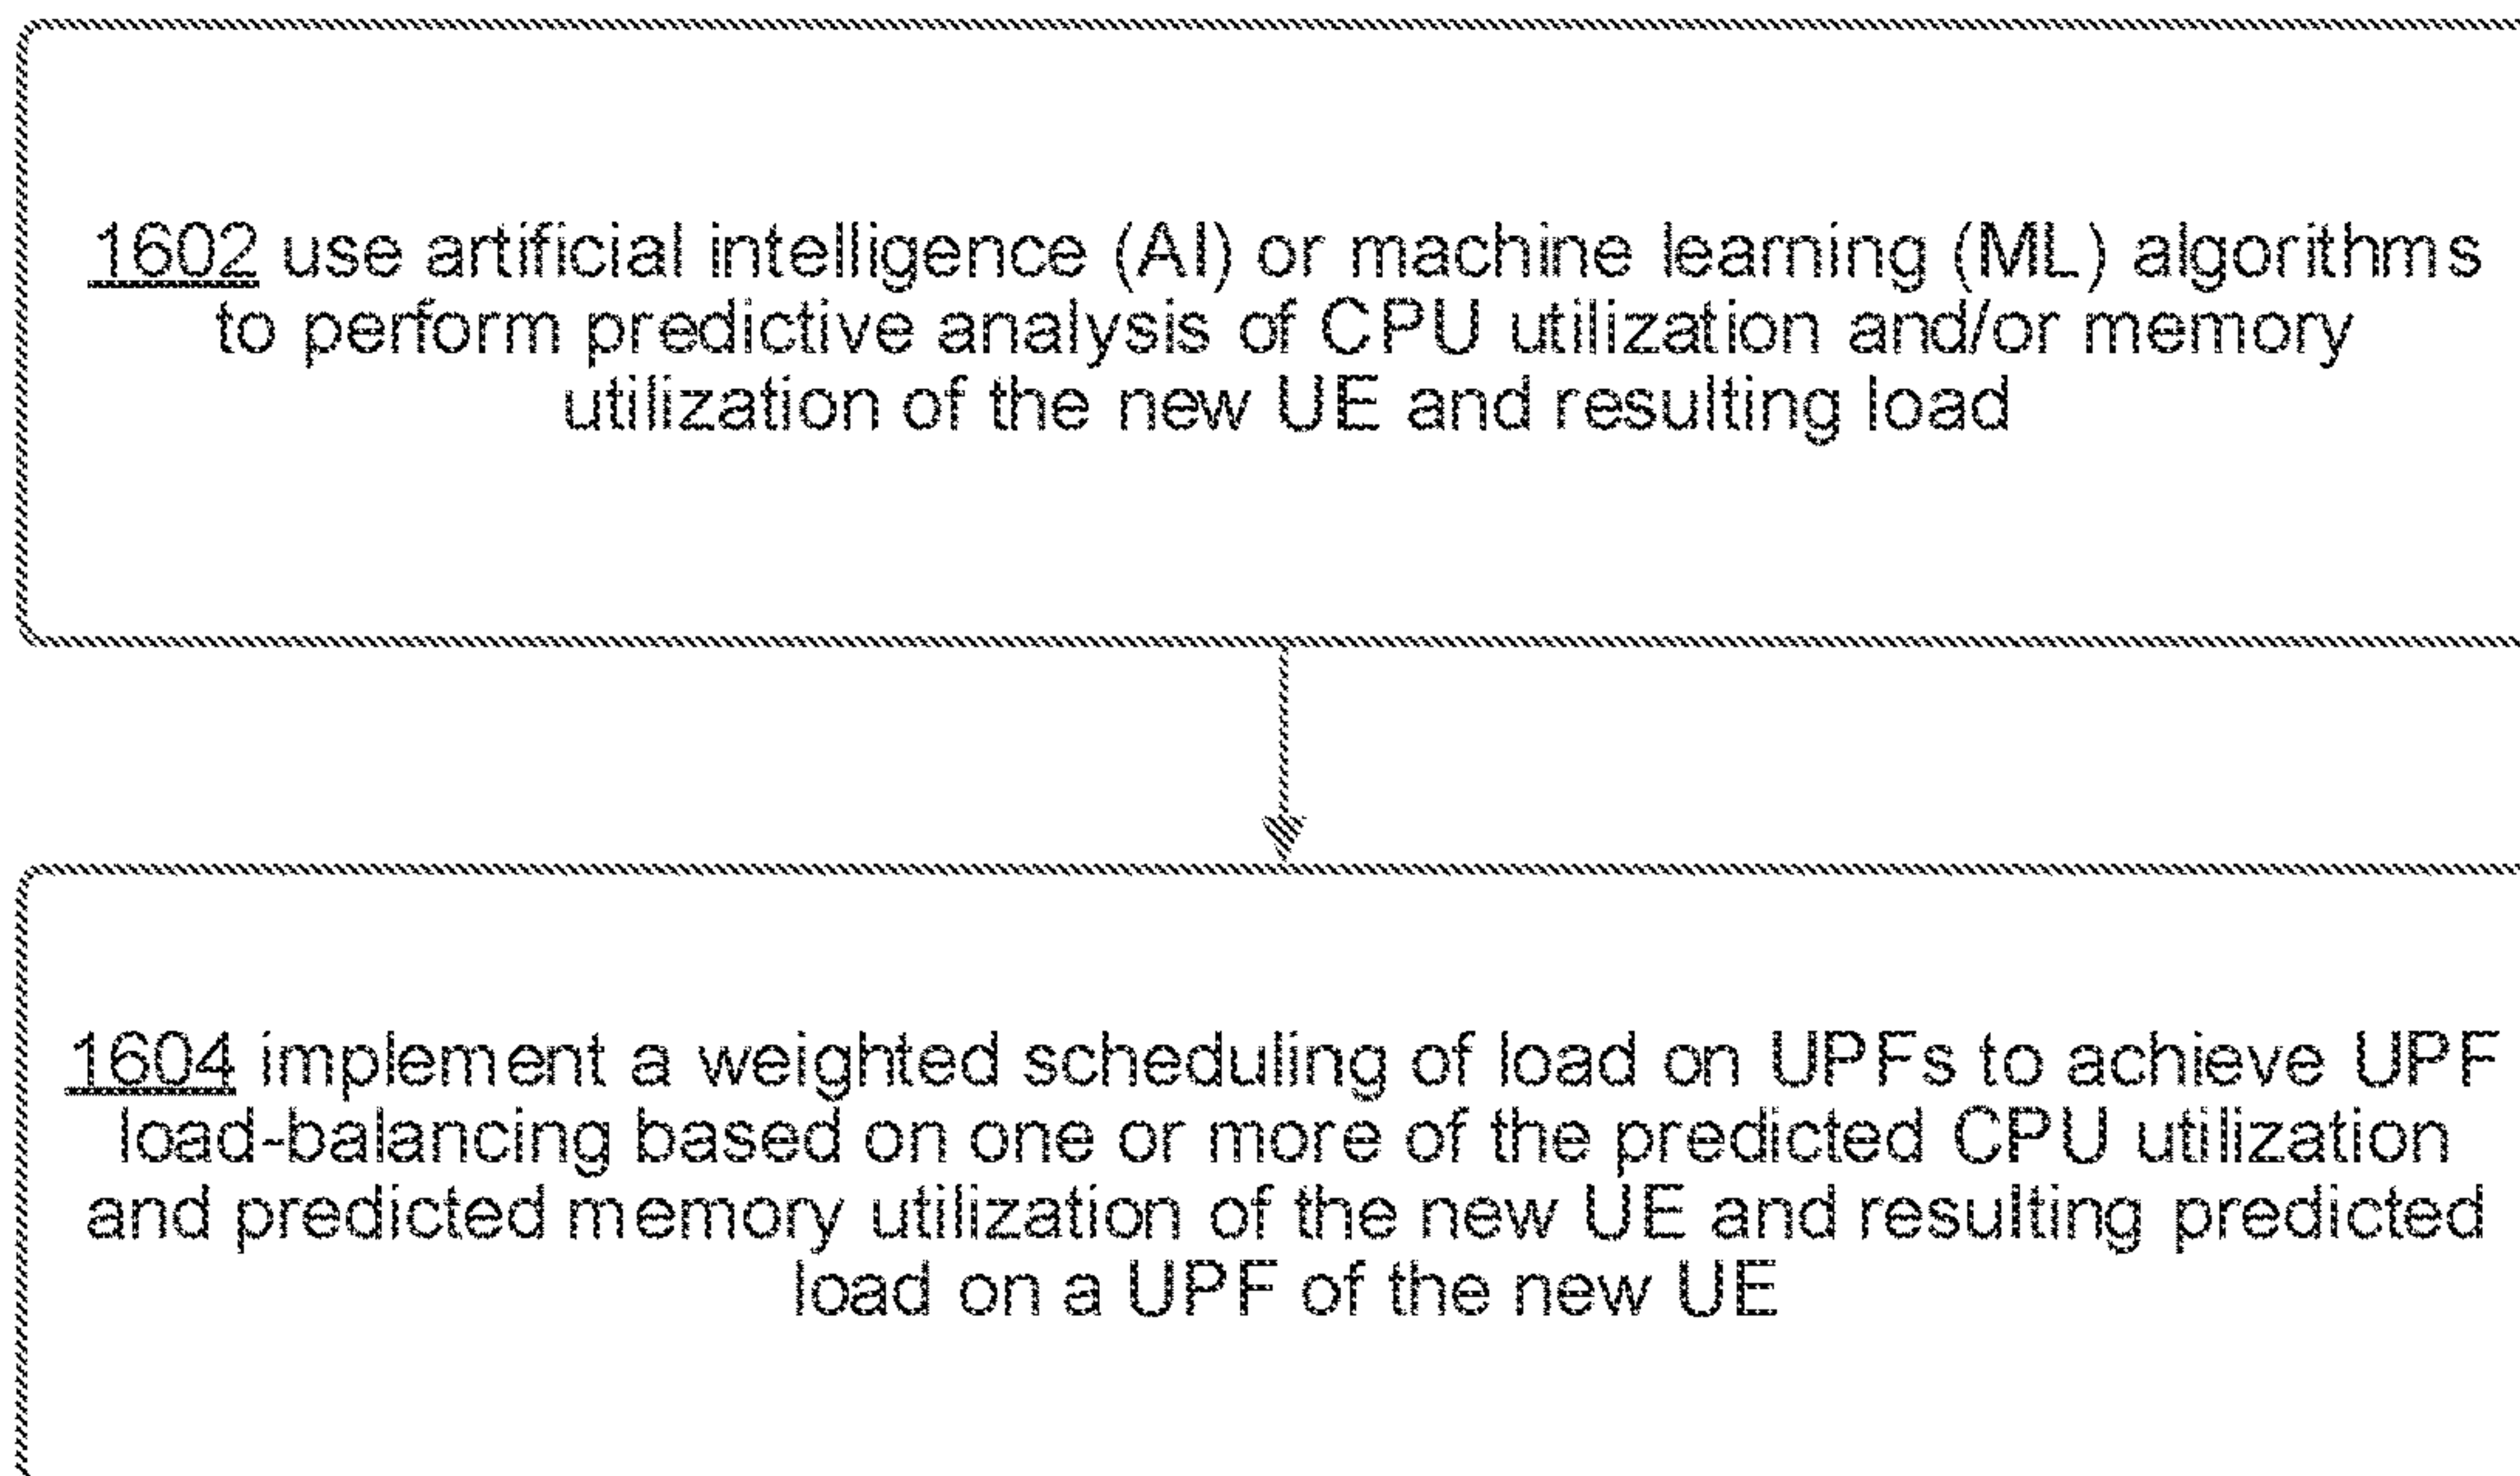 1602 use artificial intelligence (AI) or machine learning (ML) algorithms
to perform predictive analysis of CPU utilization and/or memory
utilization of the new UE and resulting load
1604 implement a weighted scheduling of load on UPFs to achieve UPF
load-balancing based on one or more of the predicted CPU utilization
and predicted memory utilization of the new UE and resulting predicted
load on a UPF of the new UE